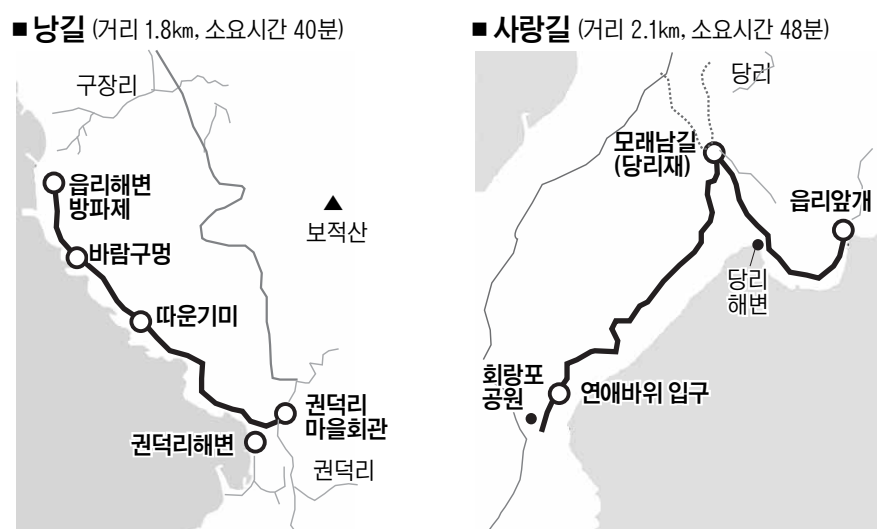 ■ 낭길 (거리 1.8km, 소요시간 40분)
구장리
읍리해변
방파제
보적산
바람구멍
따운기미
권덕리
마을회관
권덕리해변
권덕리
■ 사랑길 (거리 2.1km, 소요시간 48분)
당리
모래남길
(당리재)
읍리앞개
당리
해변
회랑포
공원
연애바위 입구